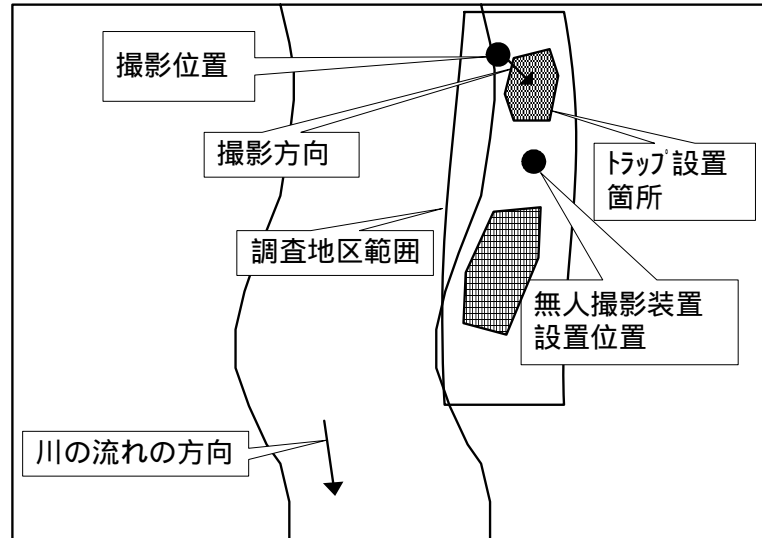 撮影位置
撮影方向
ﾄﾗｯﾌﾟ設置
箇所
調査地区範囲
無人撮影装置
設置位置
川の流れの方向